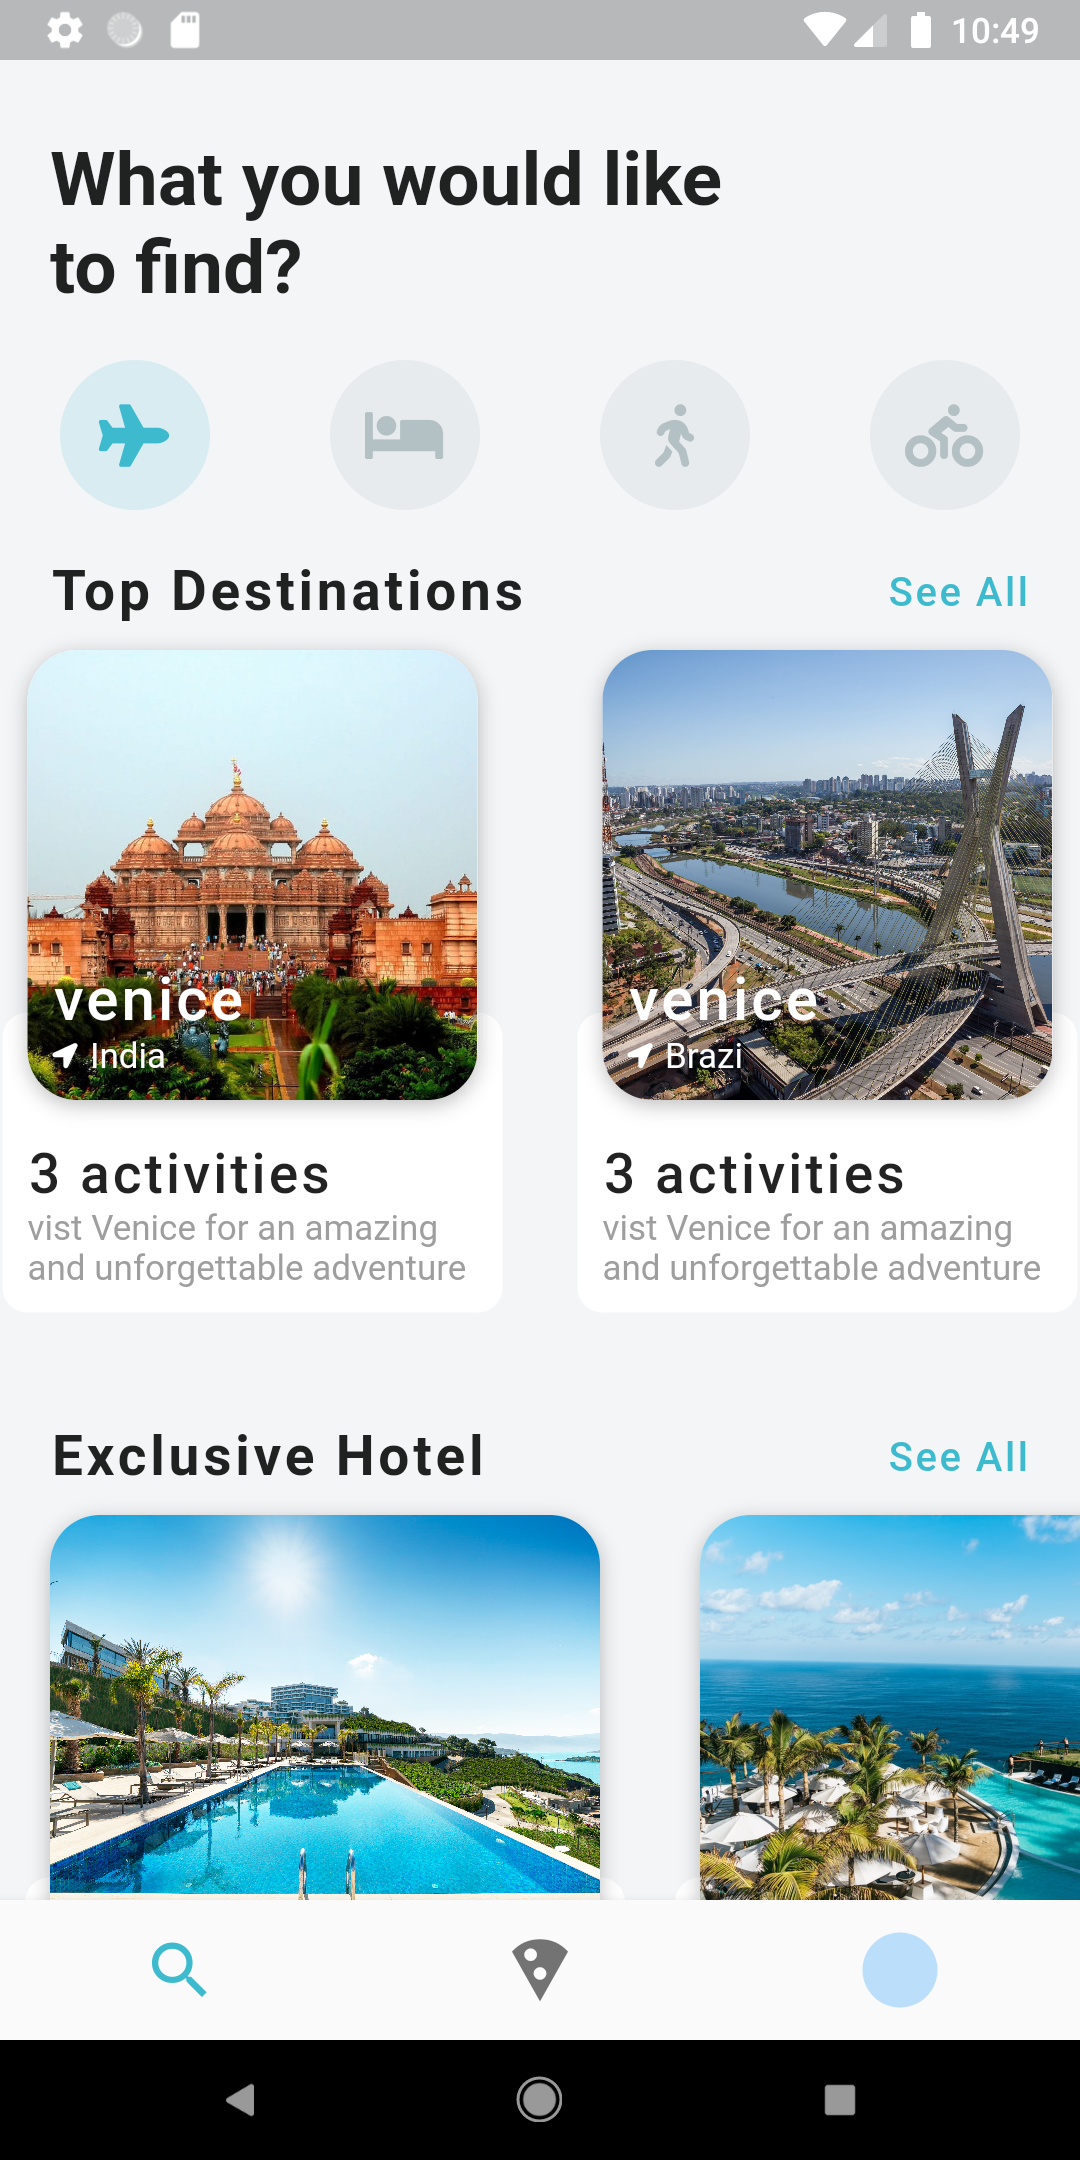 10:49
What you would like
to find?
Top Destinations
See All
venice
India
3 activities
vist Venice for an amazing
and unforgettable adventure
venice
Brazi
3 activities
vist Venice for an amazing
and unforgettable adventure
Exclusive Hotel
See All